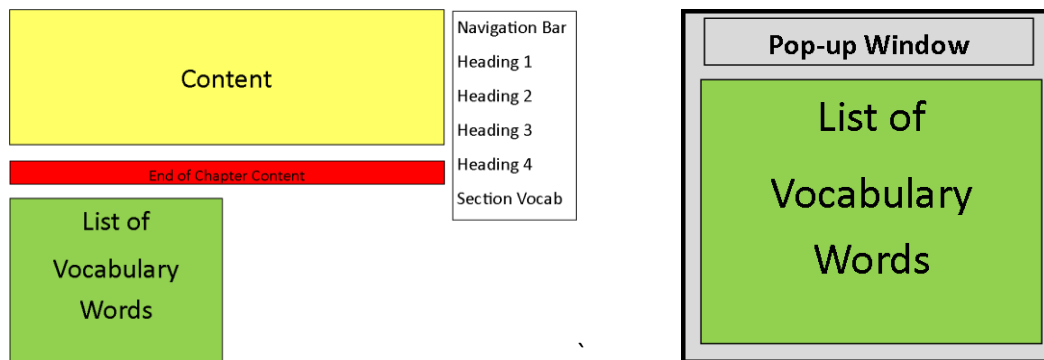 Content
End of Chapter Content
List of
Vocabulary
Words
Navigation Bar
Heading 1
Heading 2
Heading 3
Heading 4
Section Vocab
`
Pop-up Window
List of
Vocabulary
Words